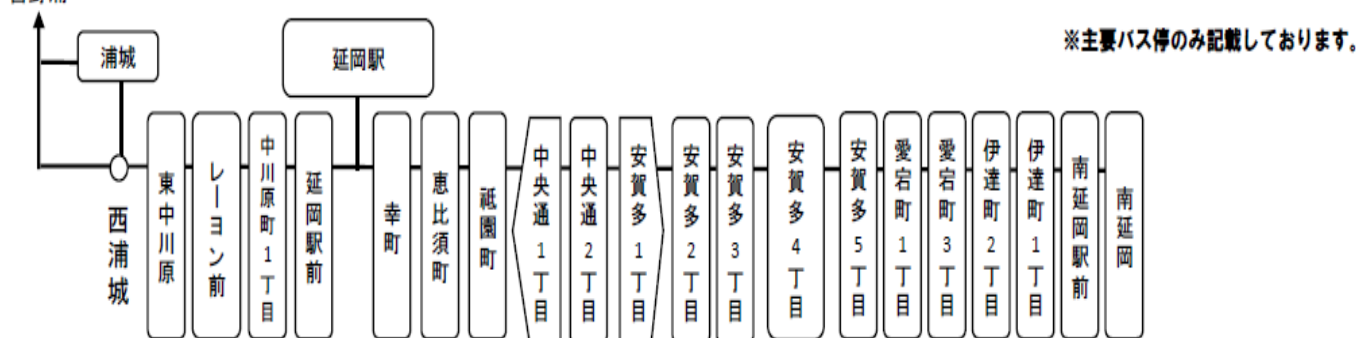 浦城
延岡駅
※主要バス停のみ記載しております。
西浦城
東中川原
レーヨン前
中川原町1丁目
延岡駅前
幸町
恵比須町
祗園町
中央通1丁目
中央通2丁目
安賀多1丁目
安賀多2丁目
安賀多3丁目
安賀多4丁目
安賀多5丁目
愛宕町1丁目
愛宕町3丁目
伊達町2丁目
伊達町1丁目
南延岡駅前
南延岡